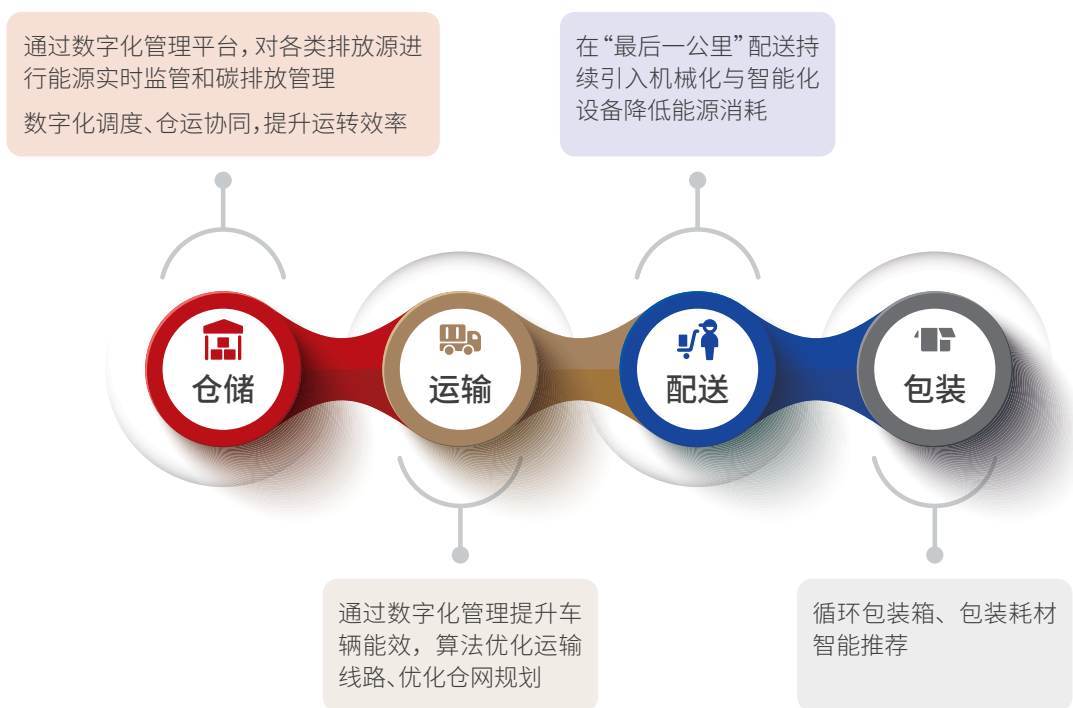 通过数字化管理平台，对各类排放源进
行能源实时监管和碳排放管理
数字化调度、仓运协同，提升运转效率
在“最后一公里”配送持
续引入机械化与智能化
设备降低能源消耗
仓储
运输
配送
包装
通过数字化管理提升车
辆能效，算法优化运输
线路、优化仓网规划
循环包装箱、包装耗材
智能推荐